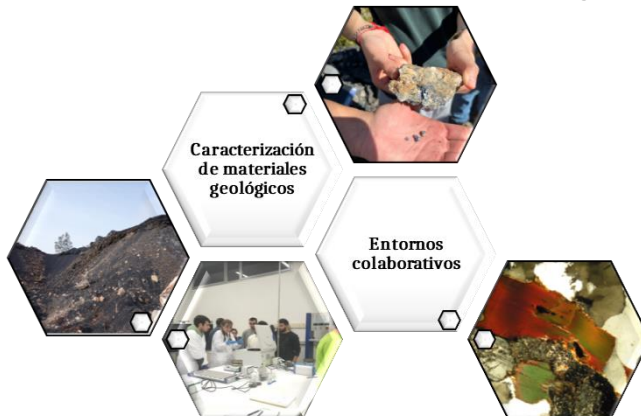 Caracterización
de materiales
geológicos
Entornos
colaborativos